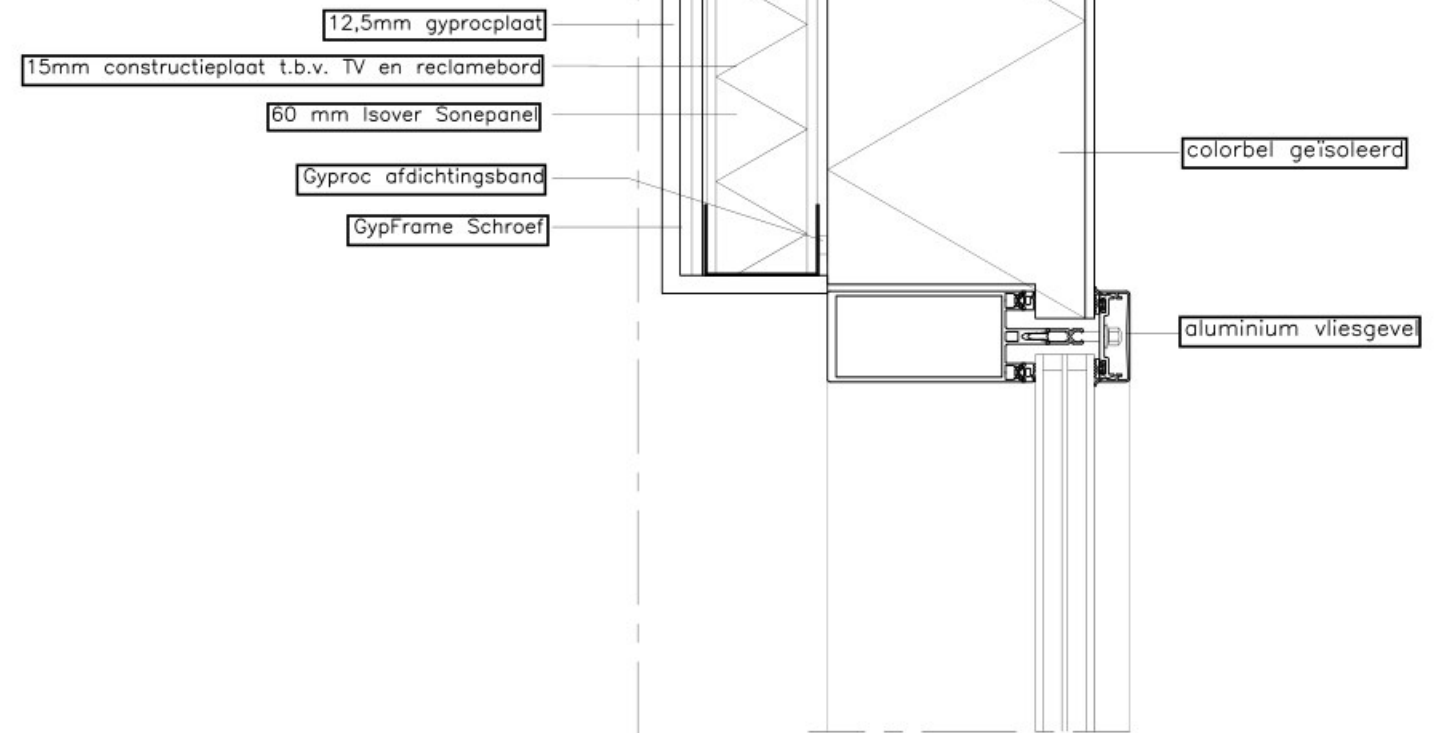 12,5mm gyprocplaat
15mm constructieplaat t.b.v. TV en reclamebord
60 mm Isover Sonepanel
Gyproc afdichtingsband
GypFrame Schroef
colorbel geïsoleerd
aluminium vliesgevel